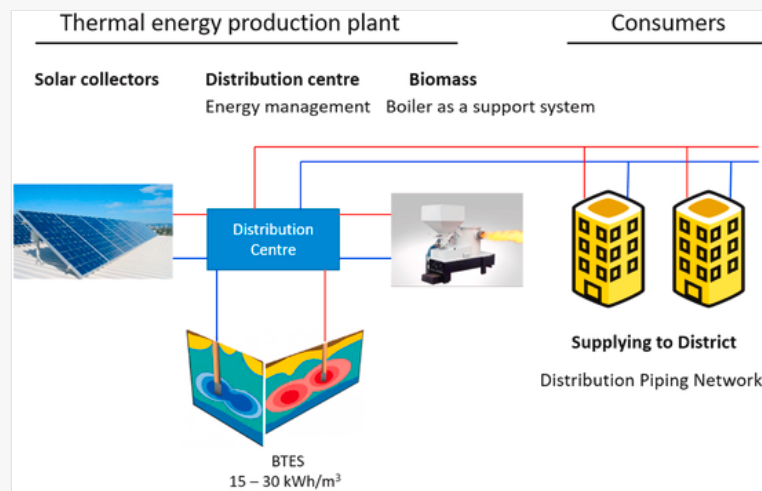 Thermal energy production plant
Consumers
Solar collectors
Distribution centre
Energy management
Biomass
Boiler as a support system
Distribution
Centre
Supplying to District
Distribution Piping Network
BTES
15 – 30 kWh/m³